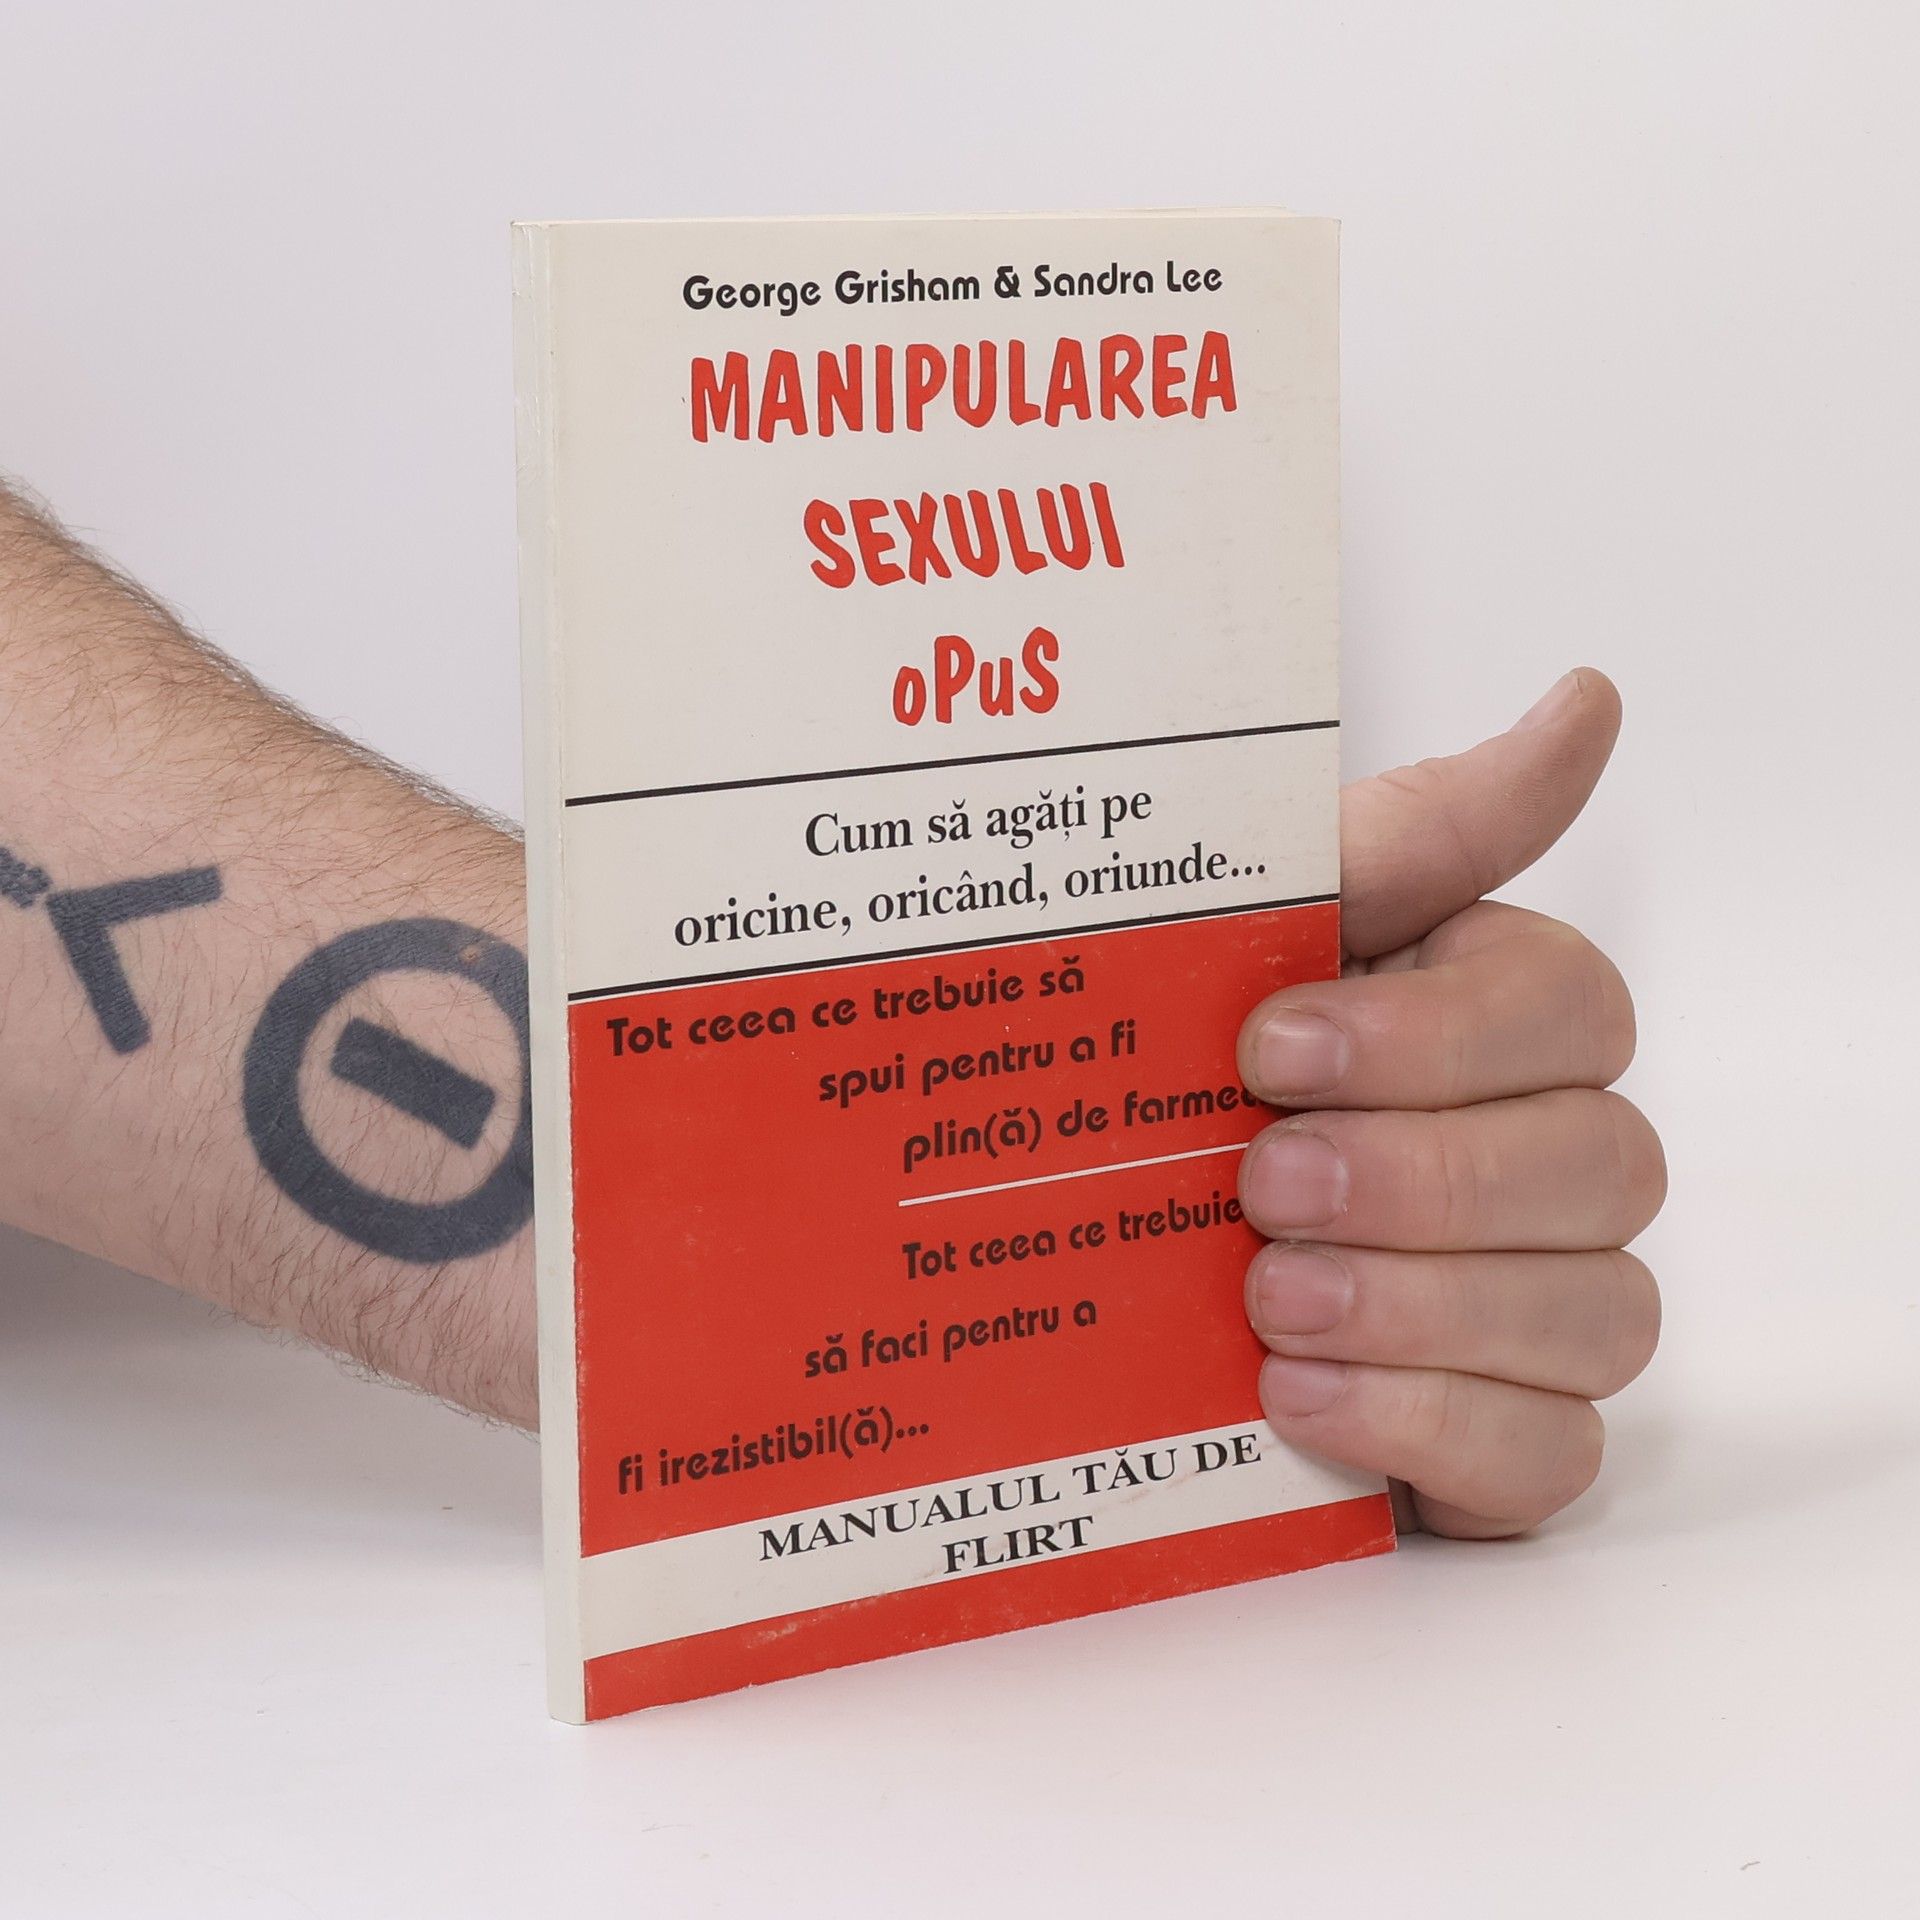 George Grisham & Sandra Lee
MANIPULAREA
SEXULUI
oPuS
Cum să agăți pe
oricine, oricând, oriunde...
Tot ceea ce trebuie să
spui pentru a fi
plin(ă) de farmec
Tot ceea ce trebuie
să faci pentru a
fi irezistibil(ă)...
MANUALUL TĂU DE
FLIRT